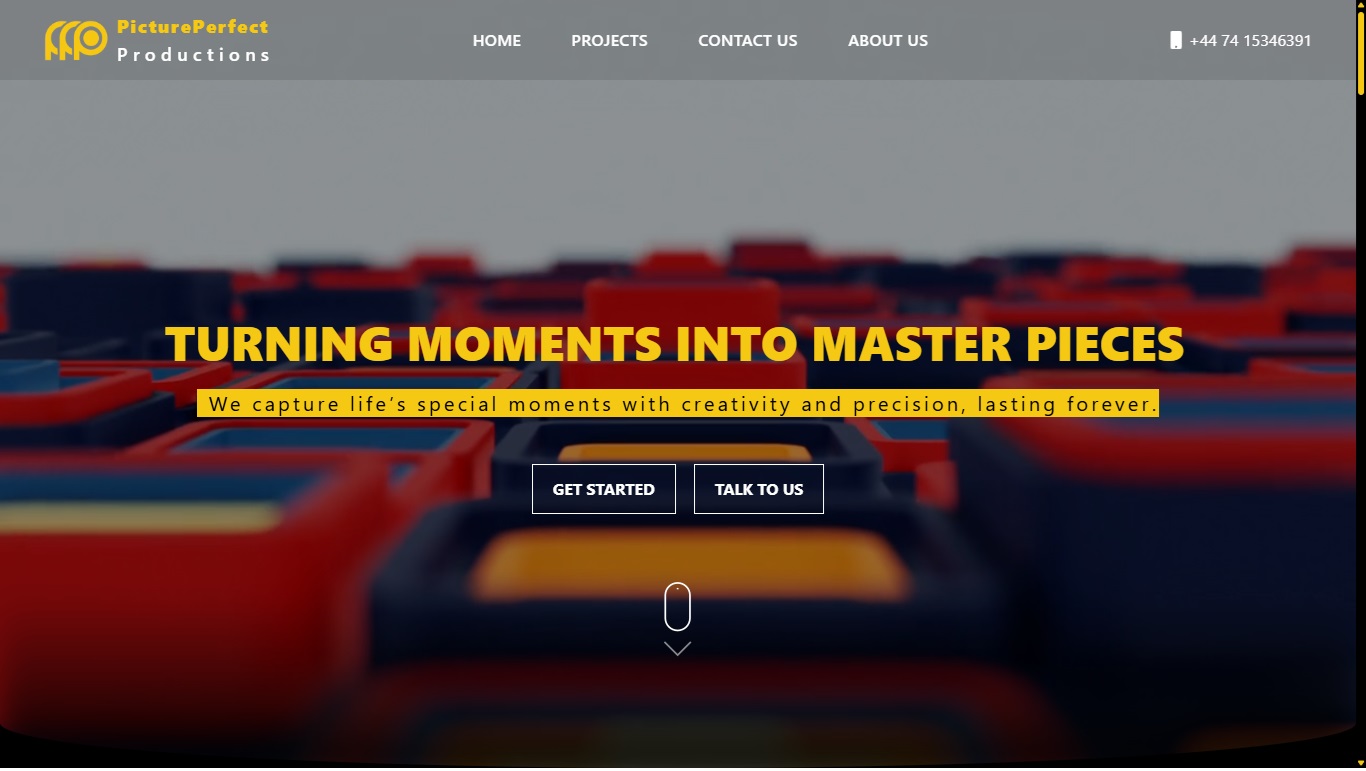 PicturePerfect
Productions
HOME PROJECTS CONTACT US ABOUT US
+44 74 15346391
TURNING MOMENTS INTO MASTER PIECES
We capture life’s special moments with creativity and precision, lasting forever.
GET STARTED TALK TO US